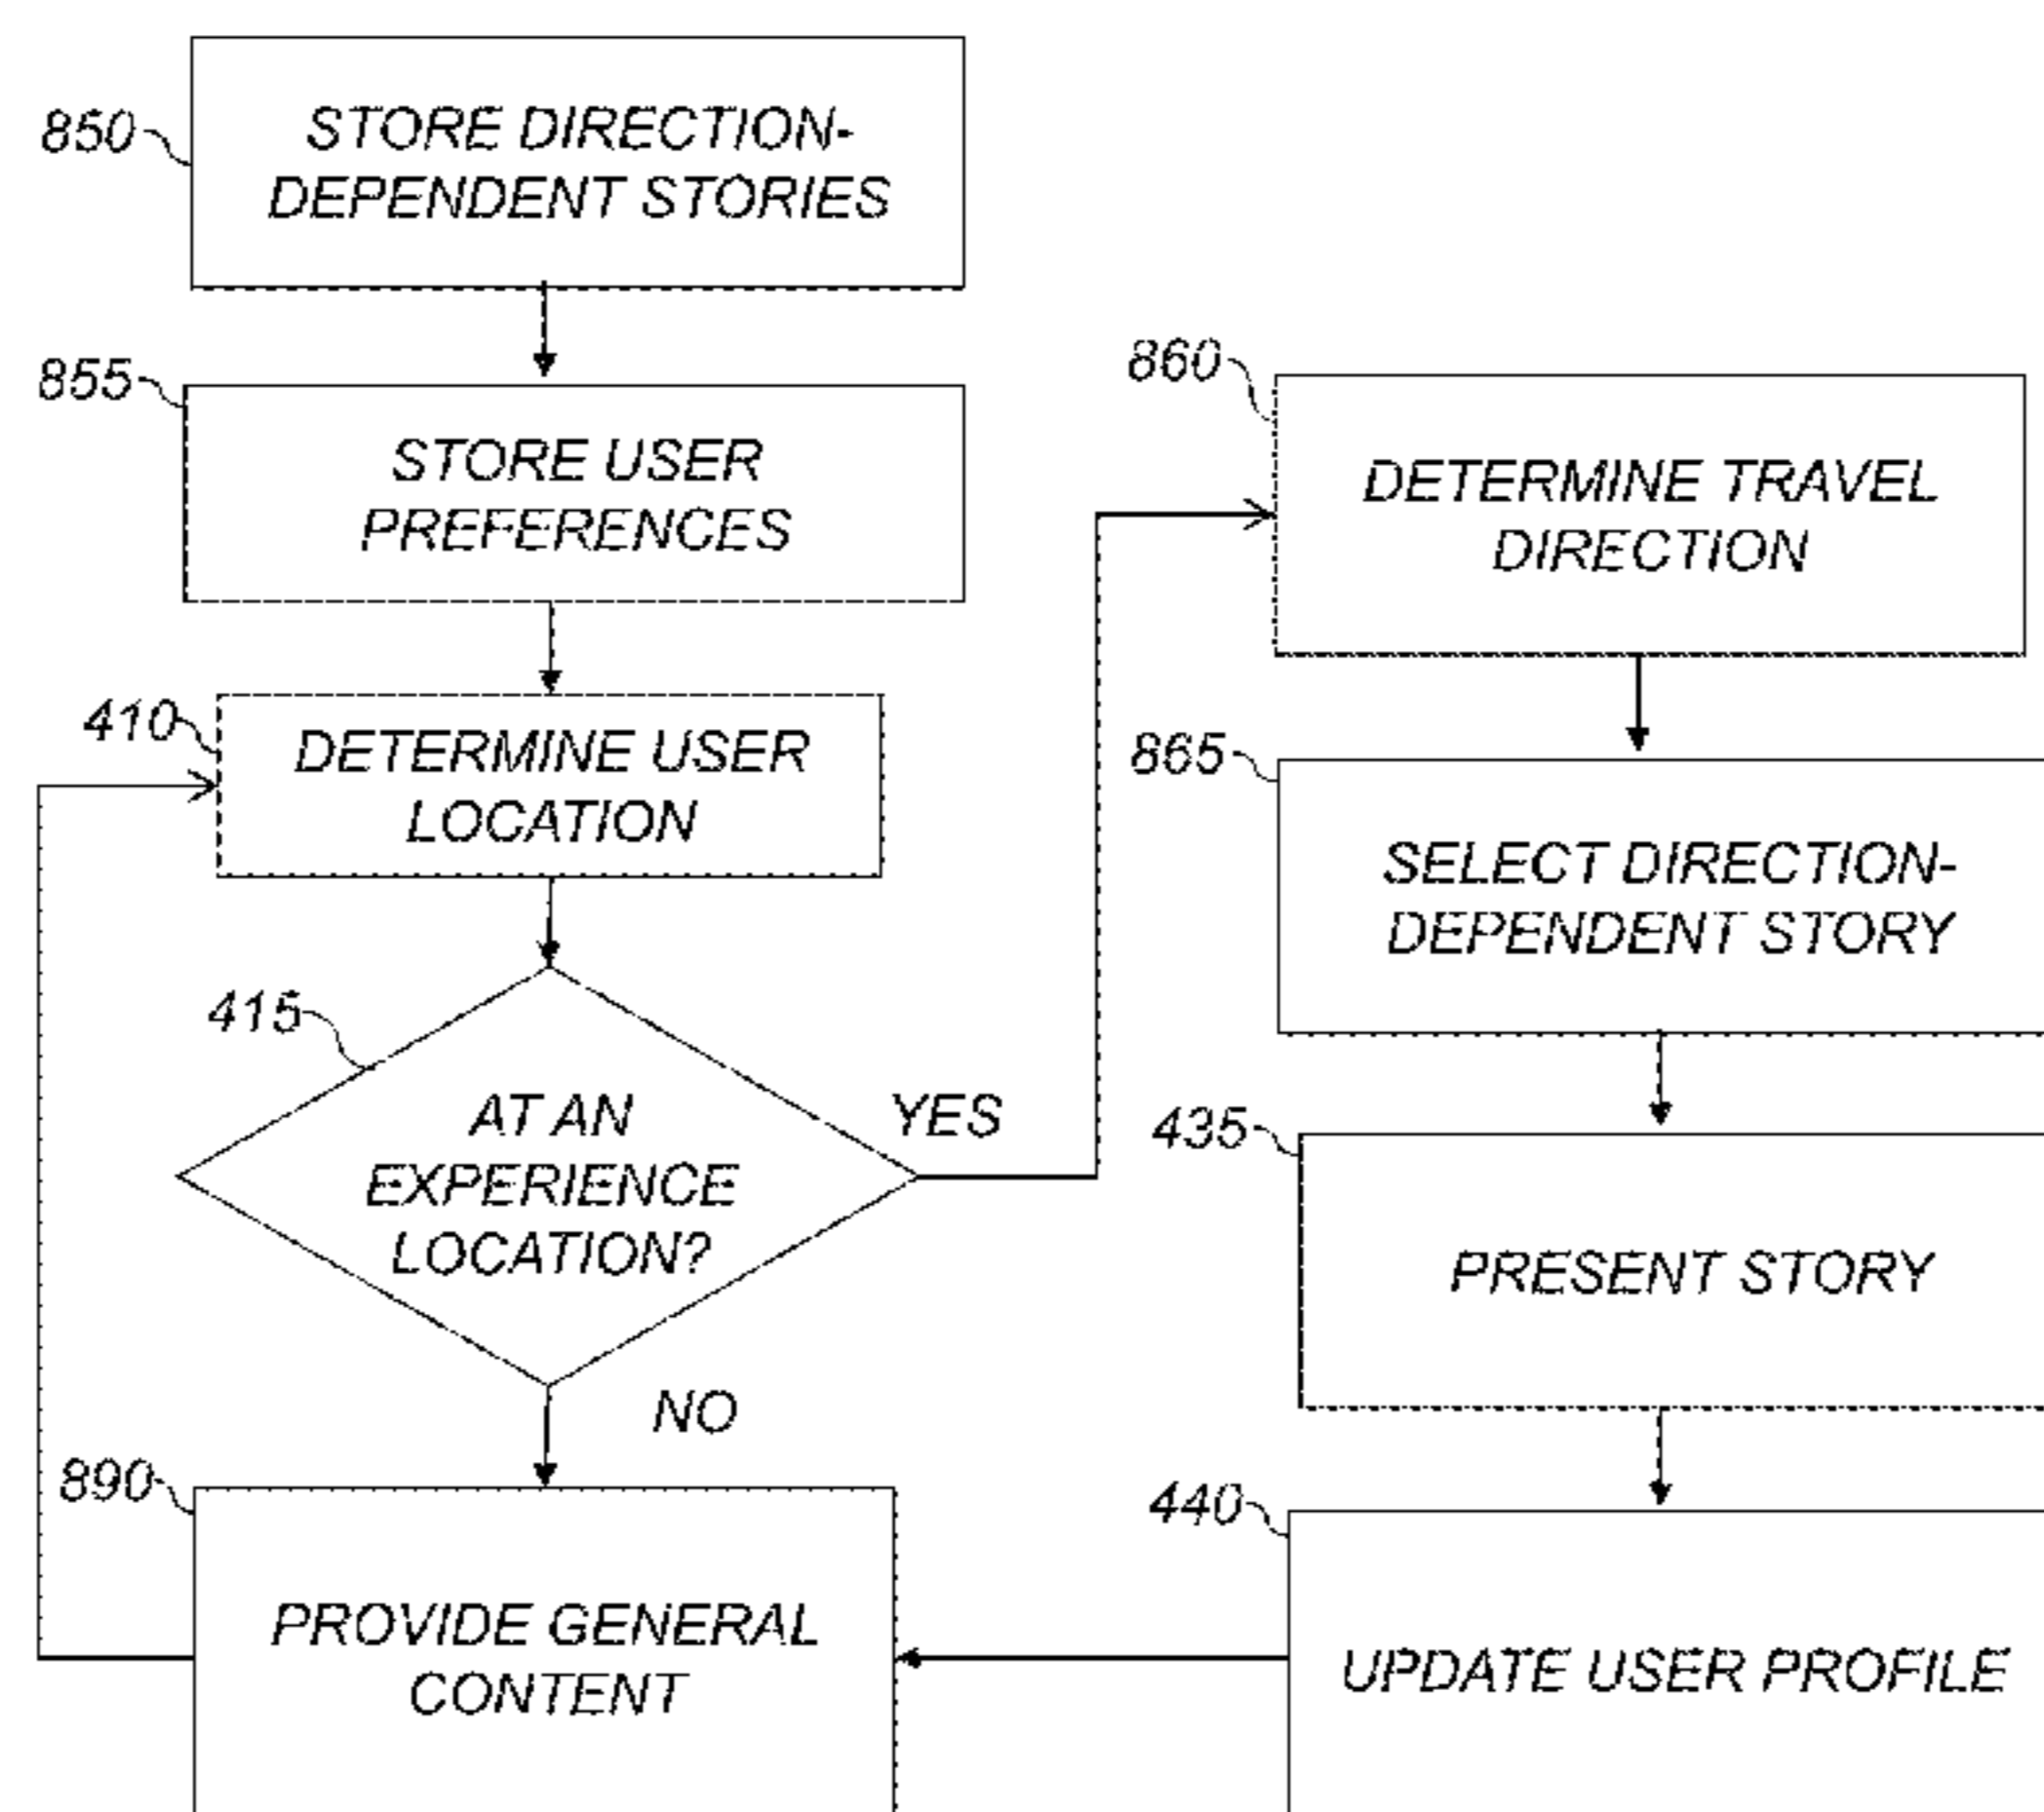 850
STORE DIRECTION-
DEPENDENT STORIES
855
STORE USER
PREFERENCES
410
DETERMINE USER
LOCATION
415
AT AN
EXPERIENCE
LOCATION?
YES
NO
890
PROVIDE GENERAL
CONTENT
860
DETERMINE TRAVEL
DIRECTION
865
SELECT DIRECTION-
DEPENDENT STORY
435
PRESENT STORY
440
UPDATE USER PROFILE